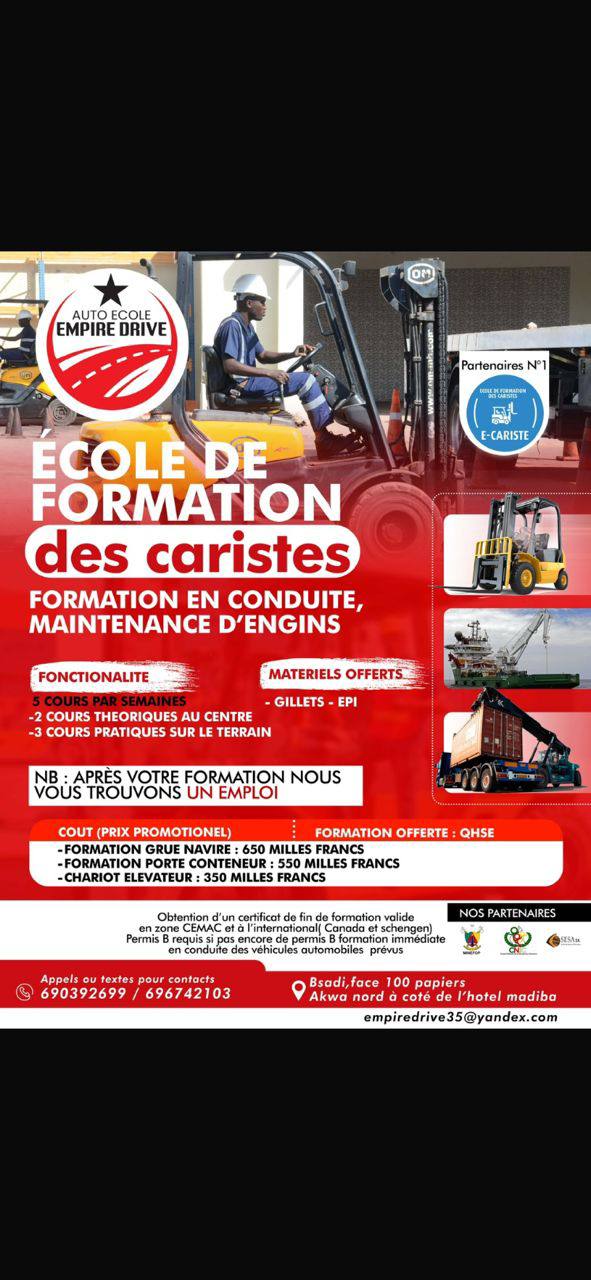 AUTO ECOLE
EMPIRE DRIVE
Partenaires N°1
ECOLE DE FORMATION
DES CARISTES
E-CARISTE
OM
www.om-mh.com
ÉCOLE DE
FORMATION
des caristes
FORMATION EN CONDUITE,
MAINTENANCE D'ENGINS
FONCTIONALITE
5 COURS PAR SEMAINES
-2 COURS THEORIQUES AU CENTRE
-3 COURS PRATIQUES SUR LE TERRAIN
MATERIELS OFFERTS
- GILLETS - EPI
NB : APRÈS VOTRE FORMATION NOUS
VOUS TROUVONS UN EMPLOI
COUT (PRIX PROMOTIONEL)
FORMATION OFFERTE : QHSE
-FORMATION GRUE NAVIRE : 650 MILLES FRANCS
-FORMATION PORTE CONTENEUR : 550 MILLES FRANCS
-CHARIOT ELEVATEUR : 350 MILLES FRANCS
Obtention d'un certificat de fin de formation valide
en zone CEMAC et à l'international( Canada et schengen)
Permis B requis si pas encore de permis B formation immédiate
en conduite des véhicules automobiles prévus
NOS PARTENAIRES
MINEFOP
Appels ou textes pour contacts
690392699 / 696742103
Bsadi,face 100 papiers
Akwa nord à coté de l'hotel madiba
empiredrive35@yandex.com